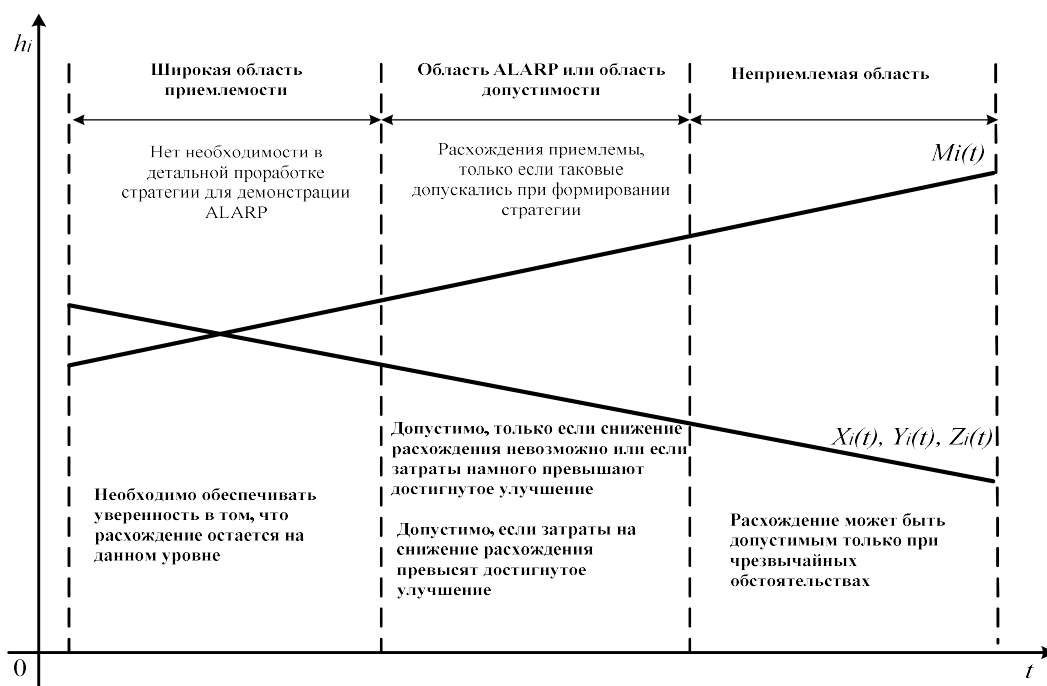 hi
Широкая область
приемлемости
Область ALARP или область
допустимости
Неприемлемая область
Нет необходимости в
детальной проработке
стратегии для демонстрации
ALARP
Расхождения приемлемы,
только если таковые
допускались при формировании
стратегии
Mi(t)
Xi(t), Yi(t), Zi(t)
Допустимо, только если снижение
расхождения невозможно или если
затраты намного превышают
достигнутое улучшение
Необходимо обеспечивать
уверенность в том, что
расхождение остается на
данном уровне
Допустимо, если затраты на
снижение расхождения
превысят достигнутое
улучшение
Расхождение может быть
допустимым только при
чрезвычайных
обстоятельствах
0
t